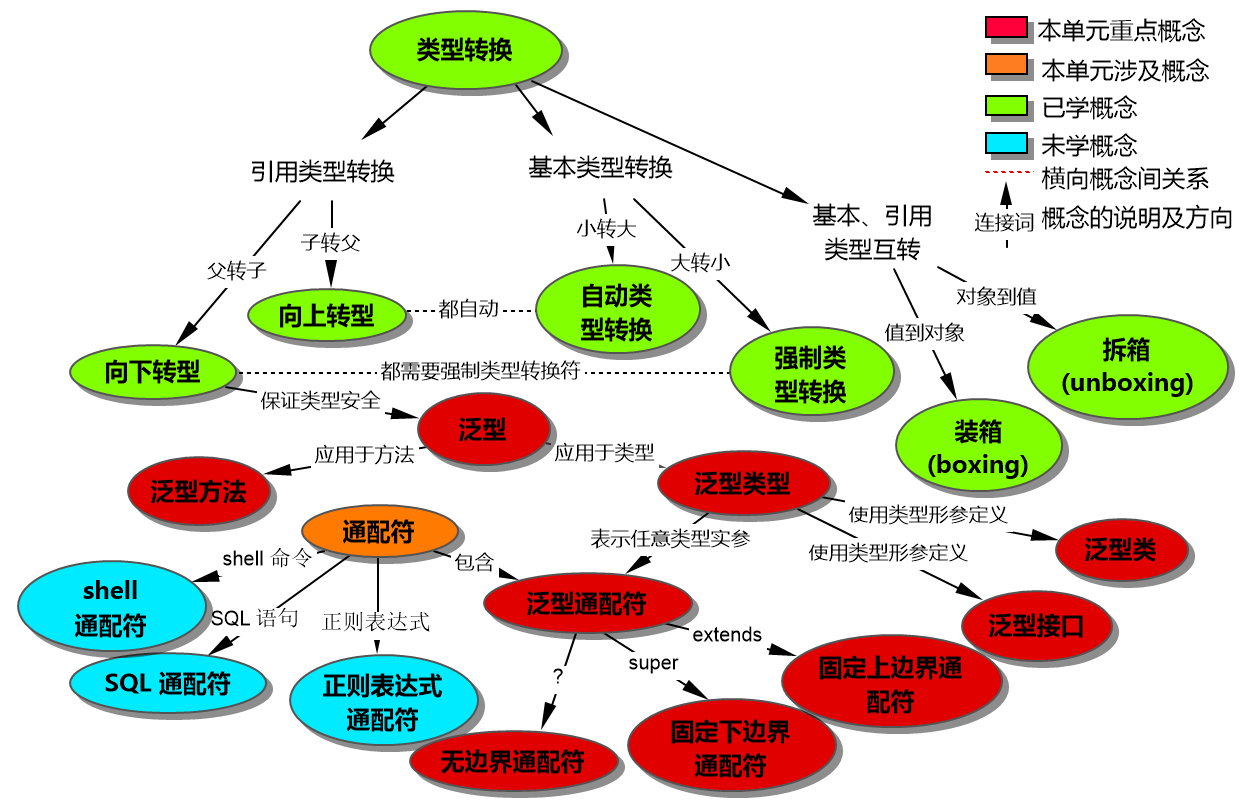 类型转换
本单元重点概念
本单元涉及概念
已学概念
未学概念
横向概念间关系
连接词
概念的说明及方向
引用类型转换
基本类型转换
基本、引用
类型互转
父转子
子转父
小转大
大转小
值到对象
对象到值
向上转型
都自动
自动类
型转换
向下转型
都需要强制类型转换符
强制类
型转换
拆箱
(unboxing)
装箱
(boxing)
保证类型安全
泛型
应用于方法
应用于类型
泛型方法
泛型类型
通配符
表示任意类型实参
使用类型形参定义
使用类型形参定义
泛型类
shell 命令
包含
shell
通配符
SQL 语句
正则表达式
泛型通配符
泛型接口
SQL 通配符
正则表达式
通配符
?
super
extends
固定上边界通
配符
固定下边界
通配符
无边界通配符